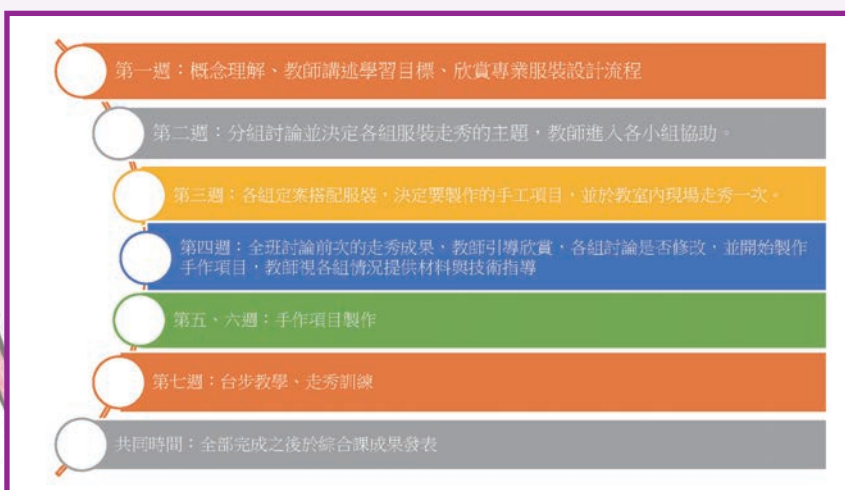 第一週：概念理解、教師講述學習目標、欣賞專業服裝設計流程
第二週：分組討論並決定各組服裝走秀的主題，教師進入各小組協助。
第三週：各組定案搭配服裝，決定要製作的手工項目，並於教室內現場走秀一次。
第四週：全班討論前次的走秀成果，教師引導欣賞，各組討論是否修改，並開始製作
手作項目，教師視各組情況提供材料與技術指導
第五、六週：手作項目製作
第七週：台步教學、走秀訓練
共同時間：全部完成之後於綜合課成果發表